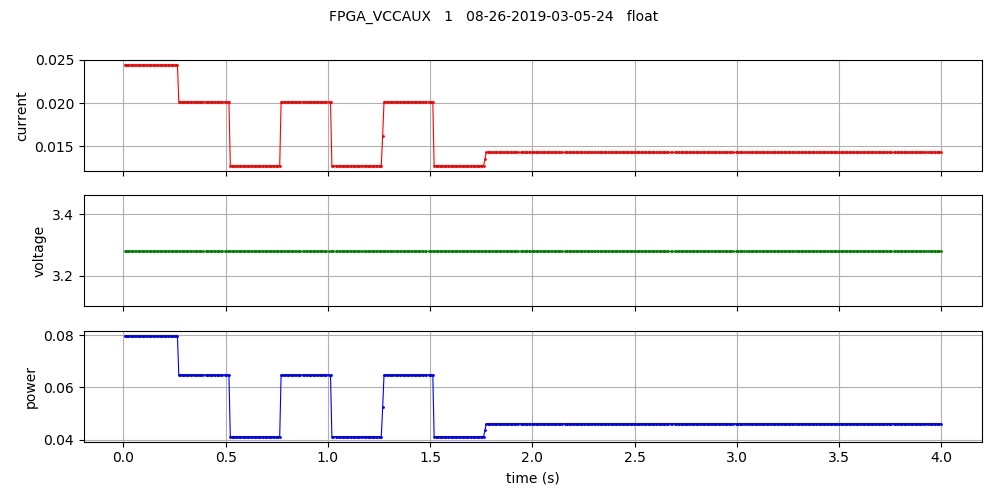 FPGA_VCCAUX 1 08-26-2019-03-05-24 float
0.025
0.020
0.015
current
3.4
3.2
voltage
0.08
0.06
0.04
power
0.0 0.5 1.0 1.5 2.0 2.5 3.0 3.5 4.0
time (s)